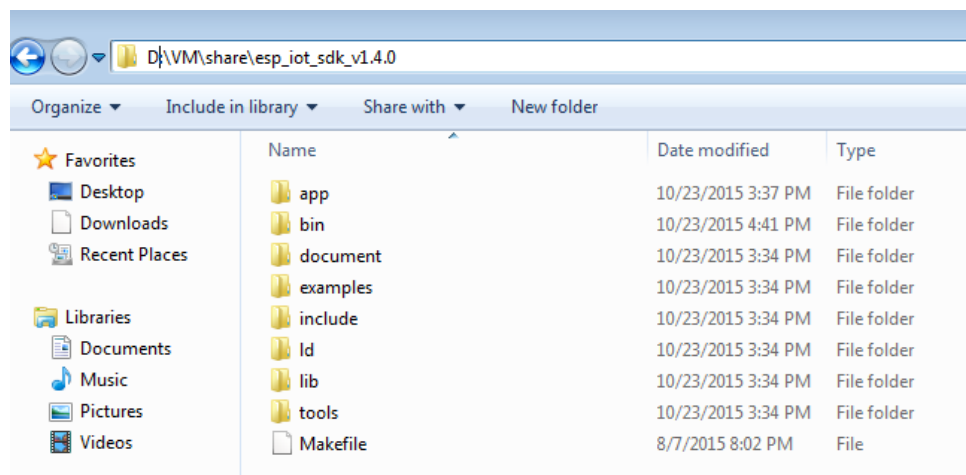 D:\VM\share\esp_iot_sdk_v1.4.0
Organize Include in library Share with New folder
Name Date modified Type
Favorites
Desktop
Downloads
Recent Places
Libraries
Documents
Music
Pictures
Videos
app 10/23/2015 3:37 PM File folder
bin 10/23/2015 4:41 PM File folder
document 10/23/2015 3:34 PM File folder
examples 10/23/2015 3:34 PM File folder
include 10/23/2015 3:34 PM File folder
ld 10/23/2015 3:34 PM File folder
lib 10/23/2015 3:34 PM File folder
tools 10/23/2015 3:34 PM File folder
Makefile 8/7/2015 8:02 PM File